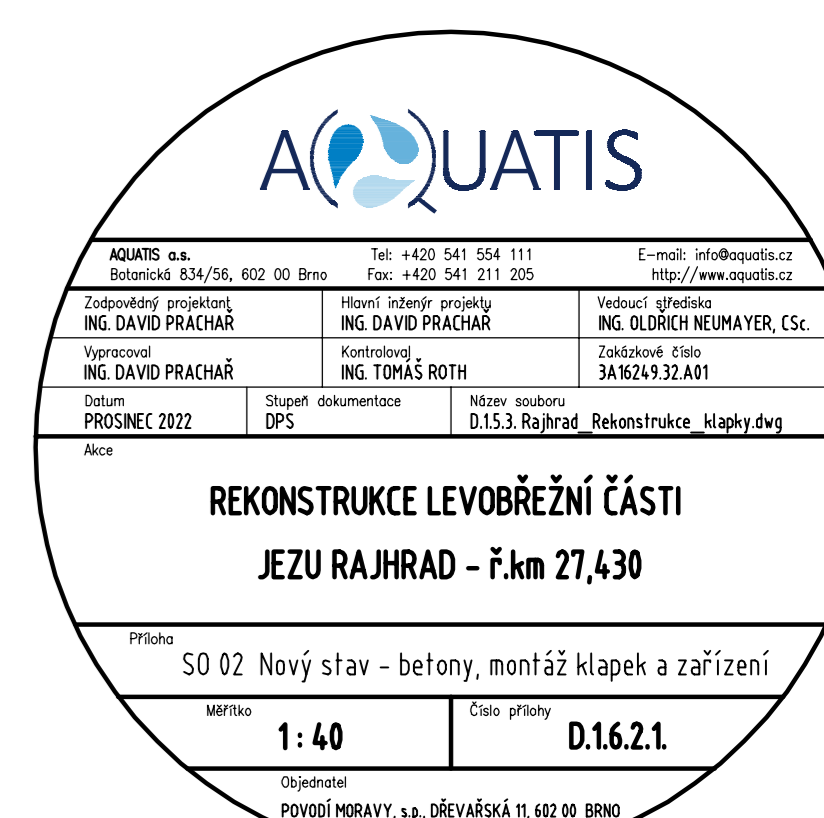 AQUATIS
AQUATIS a.s. Tel: +420 541 554 111 E-mail: info@aquatis.cz
Botanická 834/56, 602 00 Brno Fax: +420 541 211 205 http://www.aquatis.cz
Zodpovědný projektant Hlavní inženýr projektu Vedoucí střediska
ING. DAVID PRACHAŘ ING. DAVID PRACHAŘ ING. OLDŘICH NEUMAYER, CSc.
Vypracoval Kontroloval Zakázkové číslo
ING. DAVID PRACHAŘ ING. TOMÁŠ ROTH 3A16249.32.A01
Datum Stupeň dokumentace Název souboru
PROSINEC 2022 DPS D.1.5.3. Rajhrad_Rekonstrukce_klapky.dwg
Akce
REKONSTRUKCE LEVOBŘEŽNÍ ČÁSTI
JEZU RAJHRAD – ř.km 27,430
Příloha
SO 02 Nový stav – betony, montáž klapek a zařízení
Měřítko Číslo přílohy
1 : 40 D.1.6.2.1.
Objednatel
POVODÍ MORAVY, s.p., DŘEVAŘSKÁ 11, 602 00 BRNO